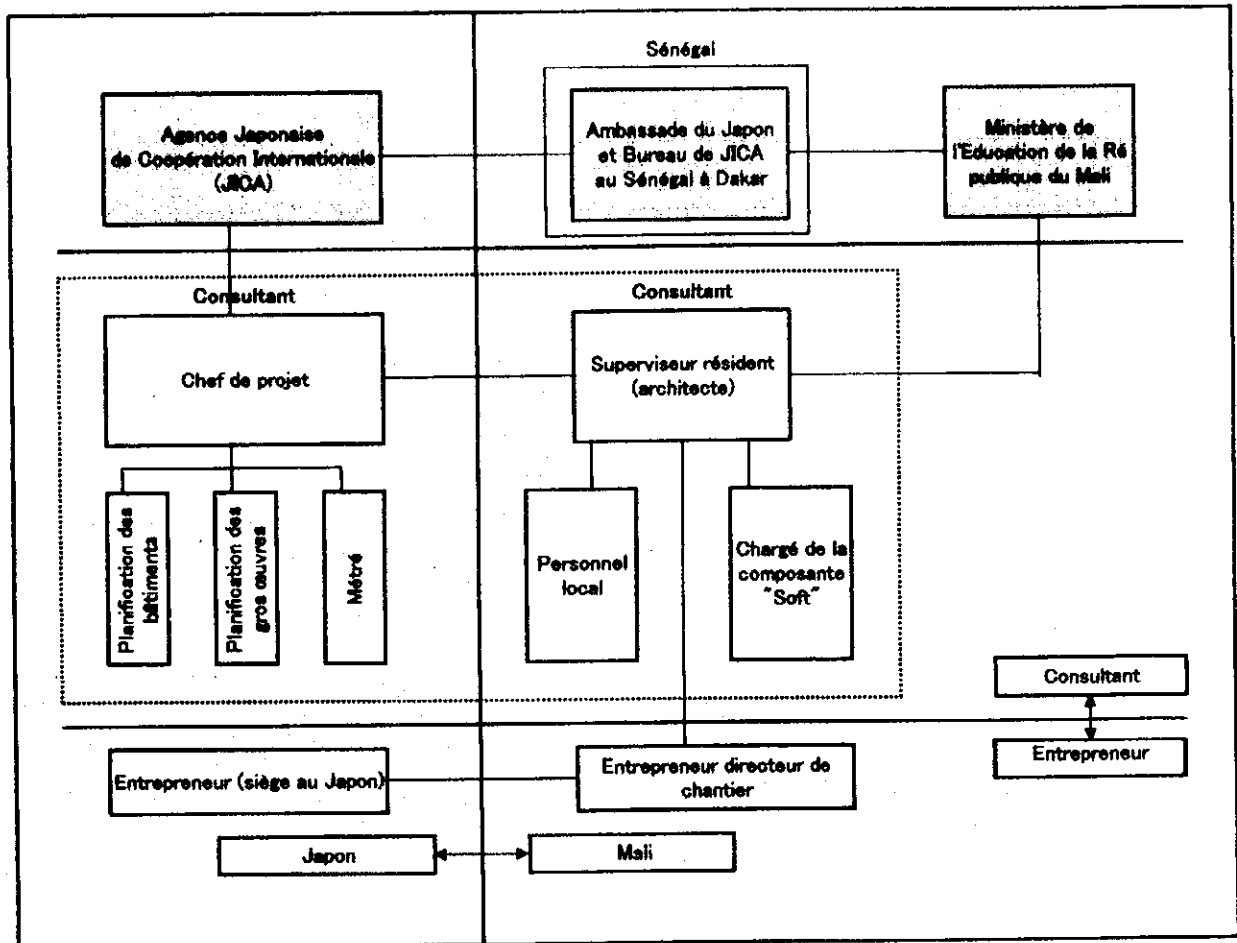 Sénégal
Agence Japonaise
de Coopération Internationale
(JICA)
Ambassade du Japon
et Bureau de JICA
au Sénégal à Dakar
Ministère de
l'Education de la Ré
publique du Mali
Consultant
Chef de projet
Consultant
Superviseur résident
(architecte)
Planification des
bâtiments
Planification des
gros œuvres
Métré
Personnel
local
Chargé de la
composante
"Soft"
Consultant
Entrepreneur
Entrepreneur (siège au Japon)
Entrepreneur directeur de
chantier
Japon
Mali